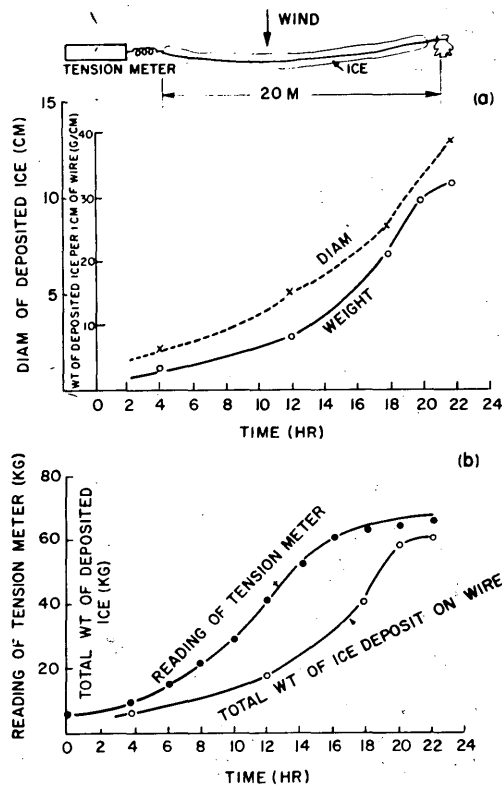 WIND
TENSION METER
ICE
20 M
(a)
DIAM OF DEPOSITED ICE (CM)
15
10
5
WT OF DEPOSITED ICE PER 1 CM OF WIRE (G/CM)
40
30
20
10
DIAM
WEIGHT
0 2 4 6 8 10 12 14 16 18 20 22 24
TIME (HR)
(b)
READING OF TENSION METER (KG)
80
60
40
20
TOTAL WT OF DEPOSITED
ICE (KG)
READING OF TENSION METER
TOTAL WT OF ICE DEPOSIT ON WIRE
0 2 4 6 8 10 12 14 16 18 20 22 24
TIME (HR)